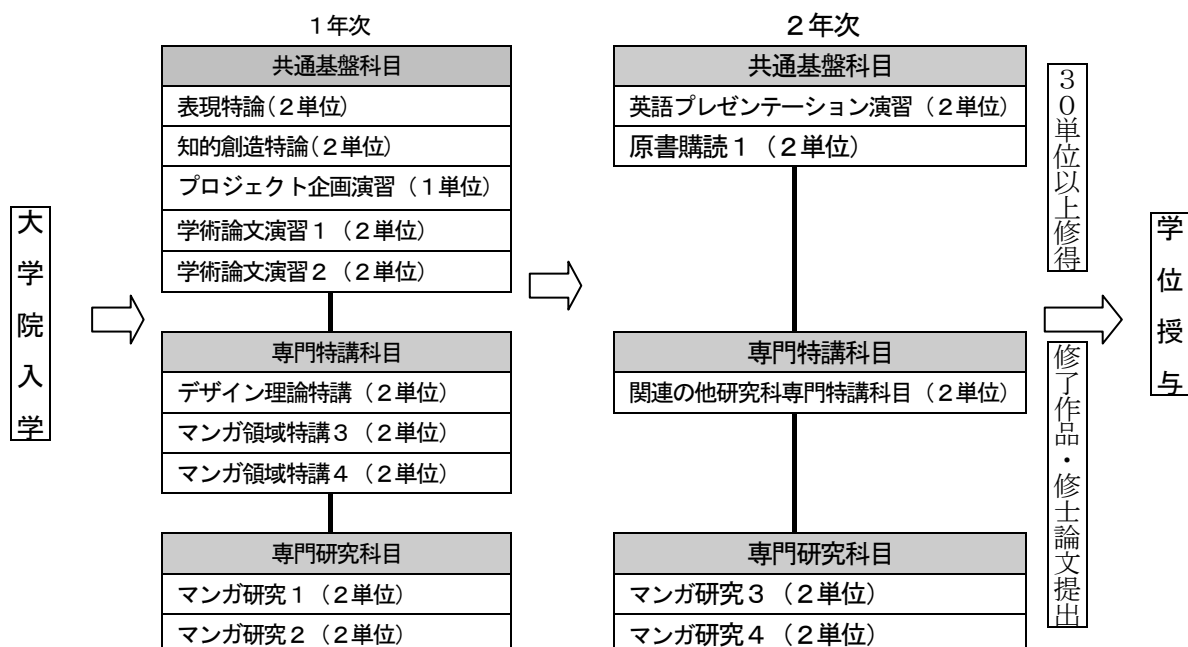 大学院入学
１年次
共通基盤科目
表現特論（２単位）
知的創造特論（２単位）
プロジェクト企画演習（１単位）
学術論文演習１（２単位）
学術論文演習２（２単位）
専門特講科目
デザイン理論特講（２単位）
マンガ領域特講３（２単位）
マンガ領域特講４（２単位）
専門研究科目
マンガ研究１（２単位）
マンガ研究２（２単位）
２年次
共通基盤科目
英語プレゼンテーション演習（２単位）
原書購読１（２単位）
専門特講科目
関連の他研究科専門特講科目（２単位）
専門研究科目
マンガ研究３（２単位）
マンガ研究４（２単位）
３０単位以上修得
修了作品・修士論文提出
学位授与